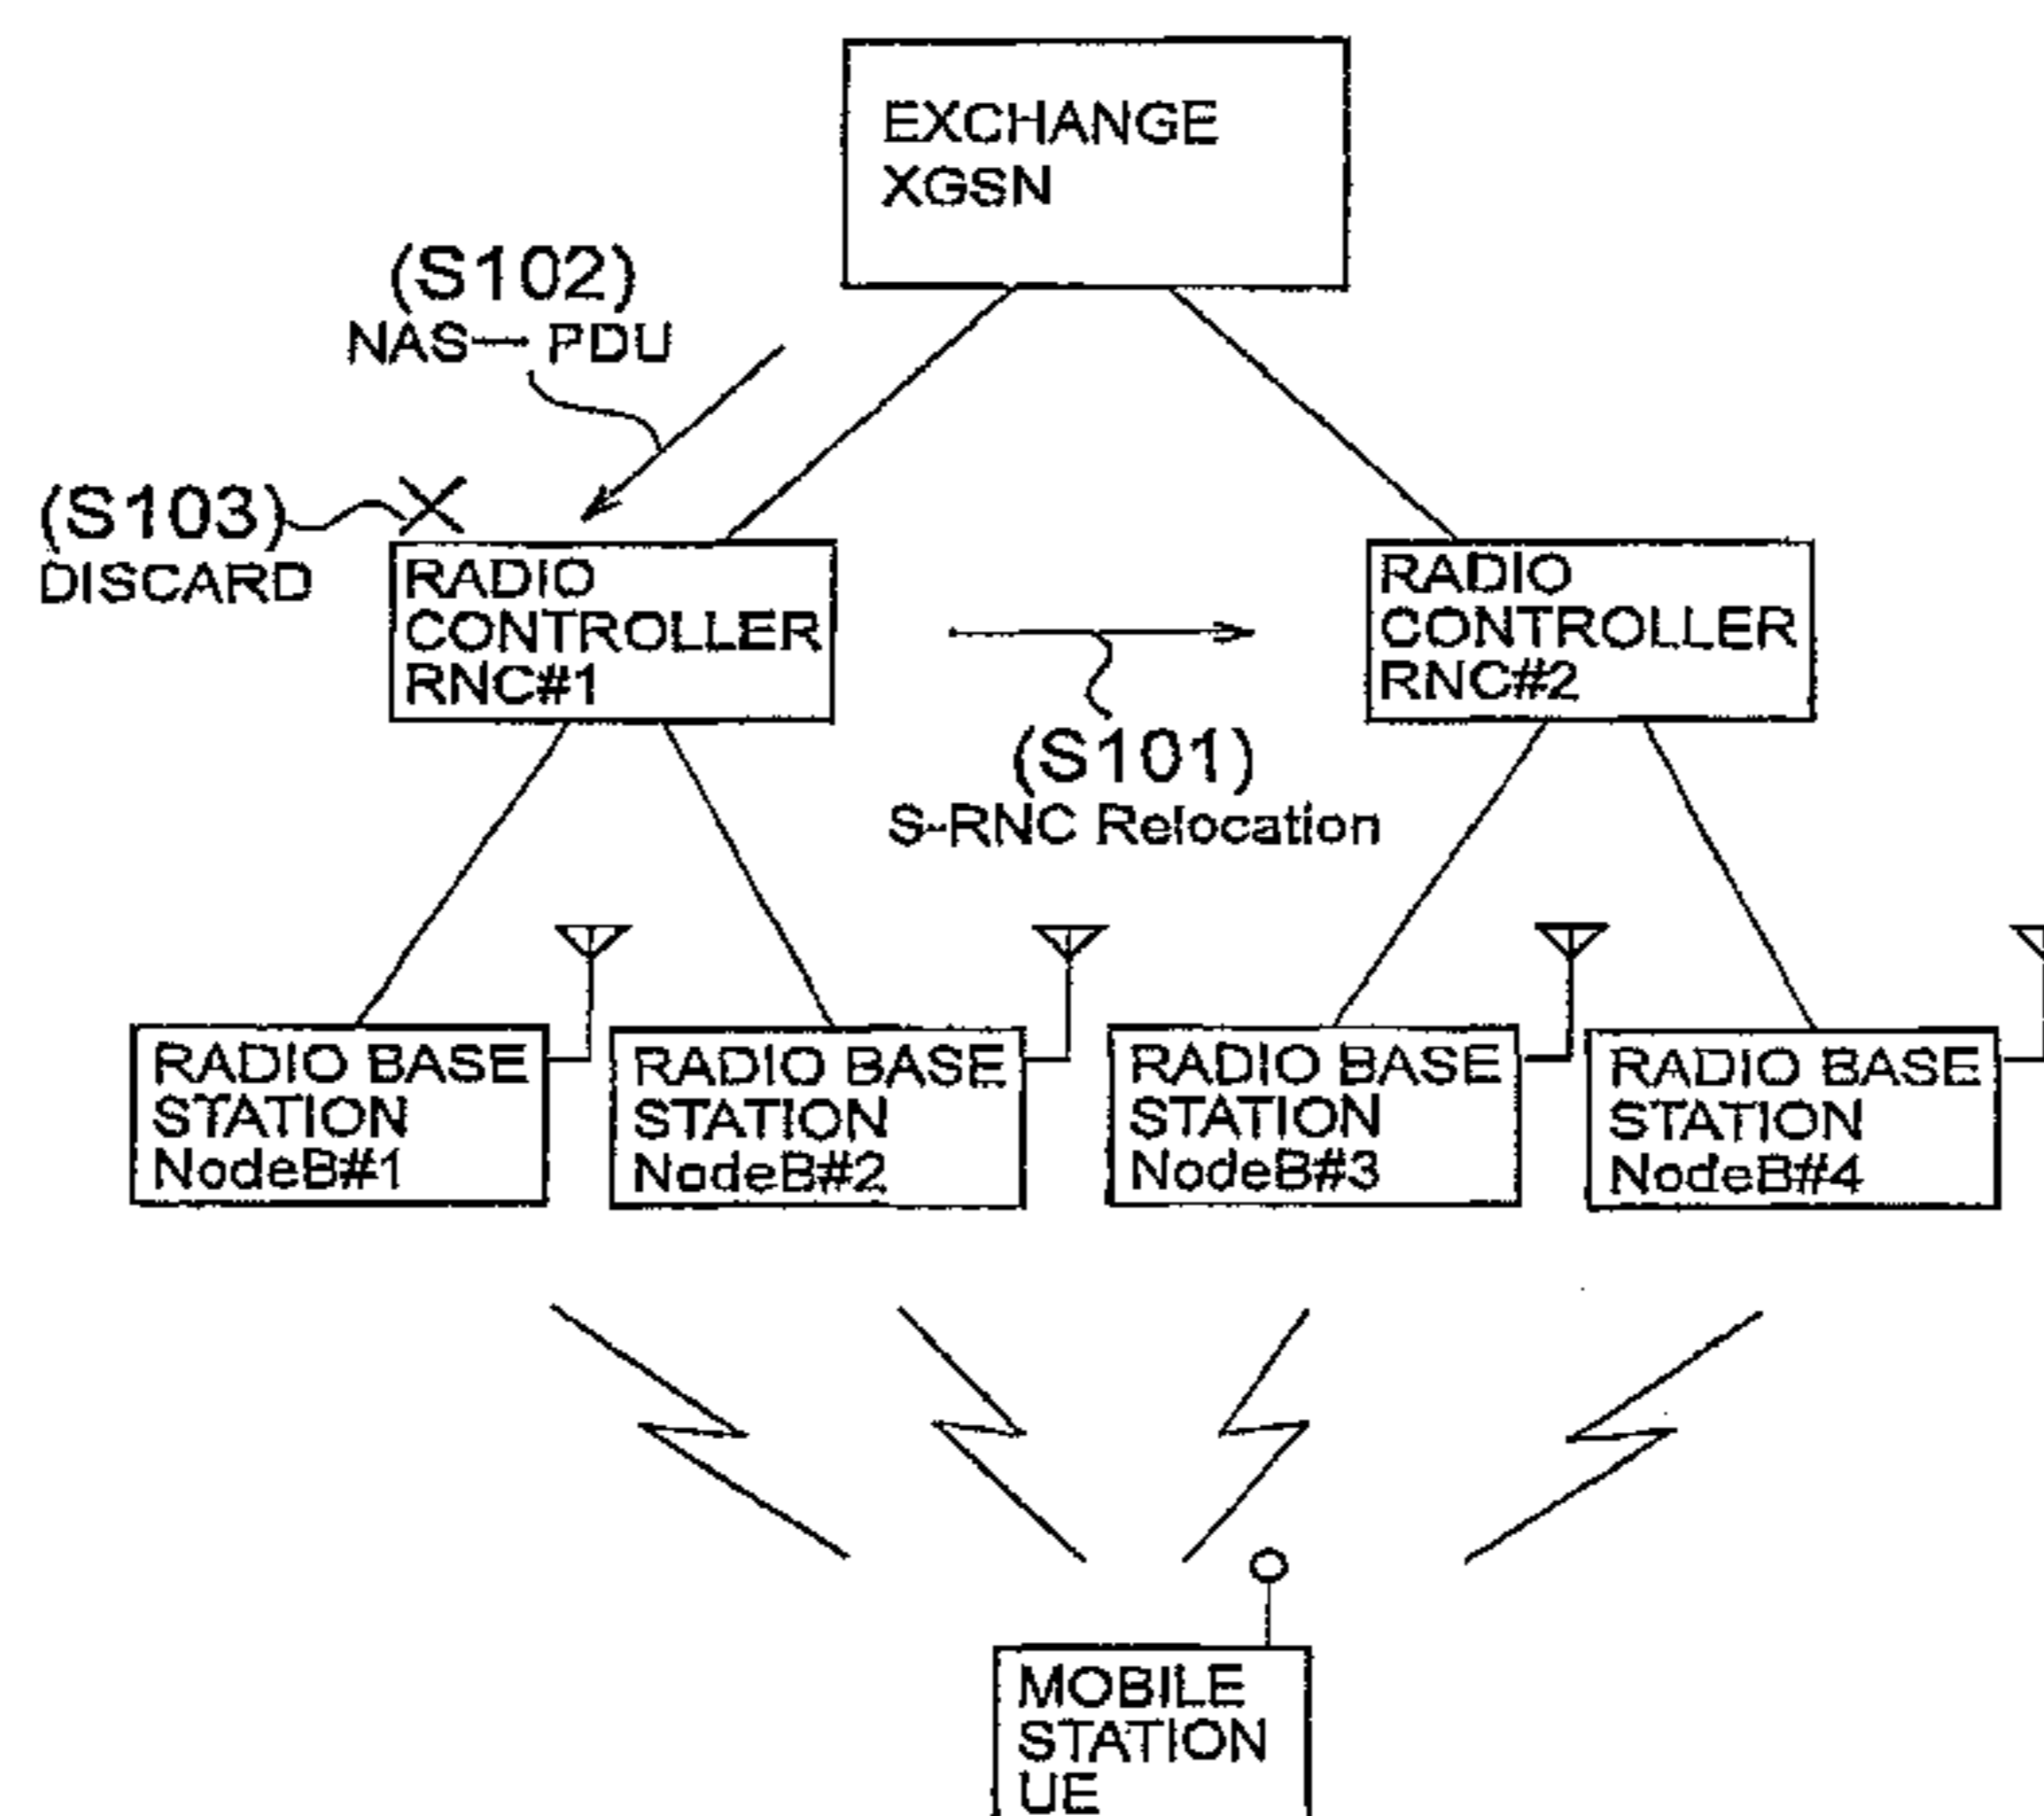 EXCHANGE
XGSN
(S102)
NAS-PDU
(S103)
DISCARD
RADIO
CONTROLLER
RNC#1
RADIO
CONTROLLER
RNC#2
(S101)
S-RNC Relocation
RADIO BASE
STATION
NodeB#1
RADIO BASE
STATION
NodeB#2
RADIO BASE
STATION
NodeB#3
RADIO BASE
STATION
NodeB#4
MOBILE
STATION
UE